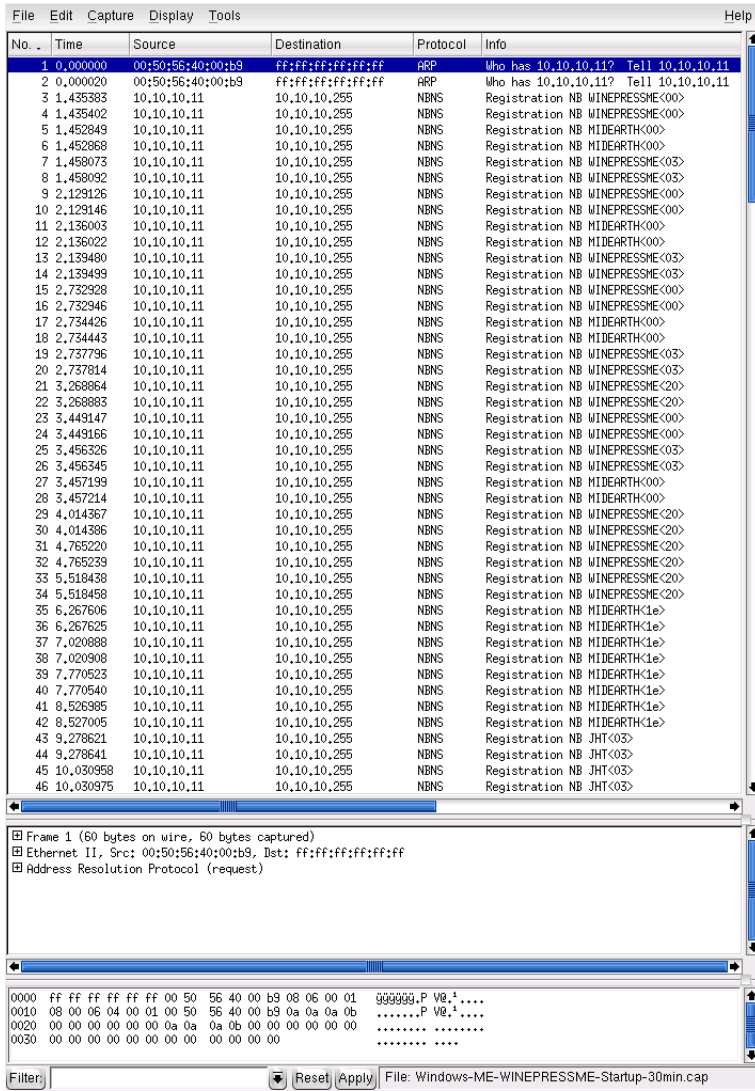 File Edit Capture Display Tools Help
No. . Time Source Destination Protocol Info
1 0.000000 00:50:56:40:00:b9 ff:ff:ff:ff:ff:ff ARP Who has 10.10.10.11? Tell 10.10.10.11
2 0.000020 00:50:56:40:00:b9 ff:ff:ff:ff:ff:ff ARP Who has 10.10.10.11? Tell 10.10.10.11
3 1.435383 10.10.10.11 10.10.10.255 NBNS Registration NB WINEPRESSME<00>
4 1.435402 10.10.10.11 10.10.10.255 NBNS Registration NB WINEPRESSME<00>
5 1.452849 10.10.10.11 10.10.10.255 NBNS Registration NB MIDEARTH<00>
6 1.452868 10.10.10.11 10.10.10.255 NBNS Registration NB MIDEARTH<00>
7 1.458073 10.10.10.11 10.10.10.255 NBNS Registration NB WINEPRESSME<03>
8 1.458092 10.10.10.11 10.10.10.255 NBNS Registration NB WINEPRESSME<03>
9 2.129126 10.10.10.11 10.10.10.255 NBNS Registration NB WINEPRESSME<00>
10 2.129146 10.10.10.11 10.10.10.255 NBNS Registration NB WINEPRESSME<00>
11 2.136003 10.10.10.11 10.10.10.255 NBNS Registration NB MIDEARTH<00>
12 2.136022 10.10.10.11 10.10.10.255 NBNS Registration NB MIDEARTH<00>
13 2.139480 10.10.10.11 10.10.10.255 NBNS Registration NB WINEPRESSME<03>
14 2.139499 10.10.10.11 10.10.10.255 NBNS Registration NB WINEPRESSME<03>
15 2.732928 10.10.10.11 10.10.10.255 NBNS Registration NB WINEPRESSME<00>
16 2.732946 10.10.10.11 10.10.10.255 NBNS Registration NB WINEPRESSME<00>
17 2.734426 10.10.10.11 10.10.10.255 NBNS Registration NB MIDEARTH<00>
18 2.734443 10.10.10.11 10.10.10.255 NBNS Registration NB MIDEARTH<00>
19 2.737796 10.10.10.11 10.10.10.255 NBNS Registration NB WINEPRESSME<03>
20 2.737814 10.10.10.11 10.10.10.255 NBNS Registration NB WINEPRESSME<03>
21 3.268864 10.10.10.11 10.10.10.255 NBNS Registration NB WINEPRESSME<20>
22 3.268883 10.10.10.11 10.10.10.255 NBNS Registration NB WINEPRESSME<20>
23 3.449147 10.10.10.11 10.10.10.255 NBNS Registration NB WINEPRESSME<00>
24 3.449166 10.10.10.11 10.10.10.255 NBNS Registration NB WINEPRESSME<00>
25 3.456326 10.10.10.11 10.10.10.255 NBNS Registration NB WINEPRESSME<03>
26 3.456345 10.10.10.11 10.10.10.255 NBNS Registration NB WINEPRESSME<03>
27 3.457199 10.10.10.11 10.10.10.255 NBNS Registration NB MIDEARTH<00>
28 3.457214 10.10.10.11 10.10.10.255 NBNS Registration NB MIDEARTH<00>
29 4.014367 10.10.10.11 10.10.10.255 NBNS Registration NB WINEPRESSME<20>
30 4.014386 10.10.10.11 10.10.10.255 NBNS Registration NB WINEPRESSME<20>
31 4.765220 10.10.10.11 10.10.10.255 NBNS Registration NB WINEPRESSME<20>
32 4.765239 10.10.10.11 10.10.10.255 NBNS Registration NB WINEPRESSME<20>
33 5.518438 10.10.10.11 10.10.10.255 NBNS Registration NB WINEPRESSME<20>
34 5.518458 10.10.10.11 10.10.10.255 NBNS Registration NB WINEPRESSME<20>
35 6.267606 10.10.10.11 10.10.10.255 NBNS Registration NB MIDEARTH<1e>
36 6.267625 10.10.10.11 10.10.10.255 NBNS Registration NB MIDEARTH<1e>
37 7.020888 10.10.10.11 10.10.10.255 NBNS Registration NB MIDEARTH<1e>
38 7.020908 10.10.10.11 10.10.10.255 NBNS Registration NB MIDEARTH<1e>
39 7.770523 10.10.10.11 10.10.10.255 NBNS Registration NB MIDEARTH<1e>
40 7.770540 10.10.10.11 10.10.10.255 NBNS Registration NB MIDEARTH<1e>
41 8.526985 10.10.10.11 10.10.10.255 NBNS Registration NB MIDEARTH<1e>
42 8.527005 10.10.10.11 10.10.10.255 NBNS Registration NB MIDEARTH<1e>
43 9.278621 10.10.10.11 10.10.10.255 NBNS Registration NB JHT<03>
44 9.278641 10.10.10.11 10.10.10.255 NBNS Registration NB JHT<03>
45 10.030958 10.10.10.11 10.10.10.255 NBNS Registration NB JHT<03>
46 10.030975 10.10.10.11 10.10.10.255 NBNS Registration NB JHT<03>
Frame 1 (60 bytes on wire, 60 bytes captured)
Ethernet II, Src: 00:50:56:40:00:b9, Dst: ff:ff:ff:ff:ff:ff
Address Resolution Protocol (request)
0000 ff ff ff ff ff ff 00 50 56 40 00 b9 08 06 00 01 ÿÿÿÿÿÿ.P V@.¹....
0010 08 00 06 04 00 01 00 50 56 40 00 b9 0a 0a 0a 0b .......P V@.¹....
0020 00 00 00 00 00 00 0a 0a 0a 0b 00 00 00 00 00 00 ........ ........
0030 00 00 00 00 00 00 00 00 00 00 00 00 ........ ....
Filter: Reset Apply File: Windows-ME-WINEPRESSME-Startup-30min.cap